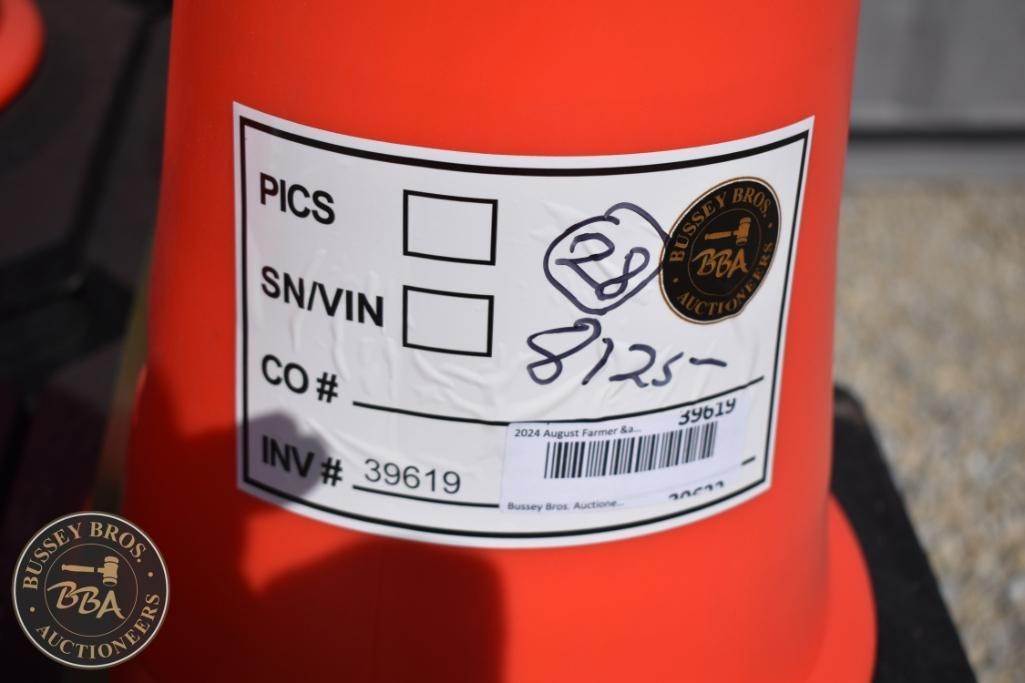 PICS
28
BUSSEY BROS.
BBA
AUCTIONEERS
SN/VIN
8125-
CO #
2024 August Farmer &a...
39619
INV # 39619
Bussey Bros. Auctione...
BUSSEY BROS.
BBA
AUCTIONEERS